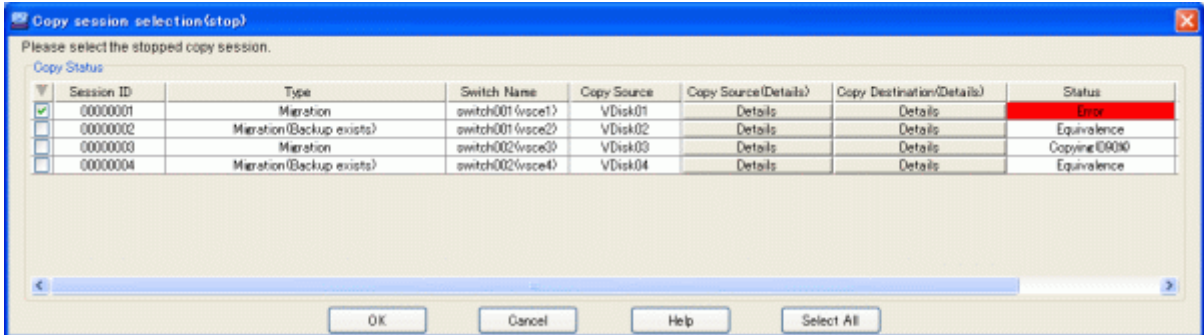 Copy session selection(stop)
Please select the stopped copy session.
Copy Status
Session ID Type Switch Name Copy Source Copy Source(Details) Copy Destination(Details) Status
00000001 Migration switch001(vsce1) VDisk01 Details Details Error
00000002 Migration(Backup exists) switch001(vsce2) VDisk02 Details Details Equivalence
00000003 Migration switch002(vsce3) VDisk03 Details Details Copying(090%)
00000004 Migration(Backup exists) switch002(vsce4) VDisk04 Details Details Equivalence
OK Cancel Help Select All